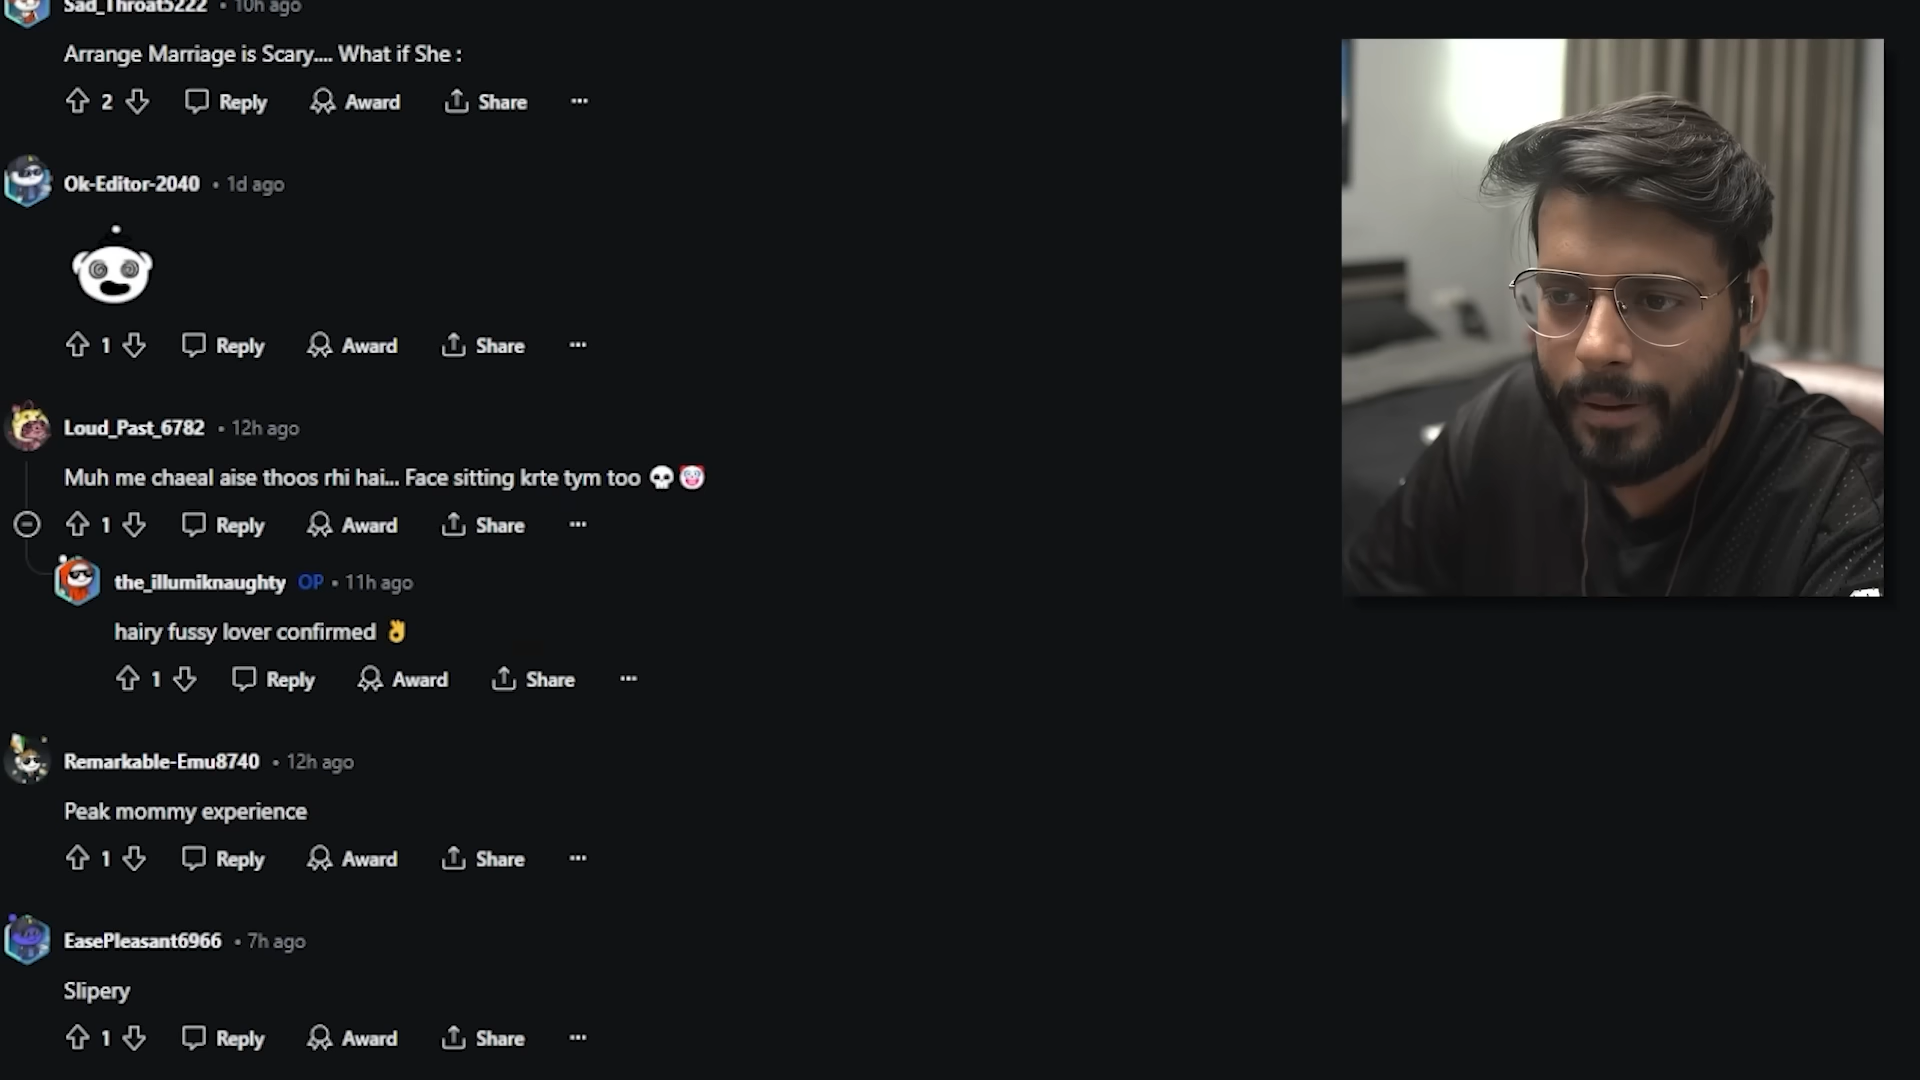 Sad_Throat5222 • 10h ago
Arrange Marriage is Scary.... What if She :
2 Reply Award Share ...
Ok-Editor-2040 • 1d ago
1 Reply Award Share ...
Loud_Past_6782 • 12h ago
Muh me chaeal aise thoos rhi hai... Face sitting krte tym too 💀🤡
1 Reply Award Share ...
the_illumiknaughty OP • 11h ago
hairy fussy lover confirmed 👌
1 Reply Award Share ...
Remarkable-Emu8740 • 12h ago
Peak mommy experience
1 Reply Award Share ...
EasePleasant6966 • 7h ago
Slipery
1 Reply Award Share ...